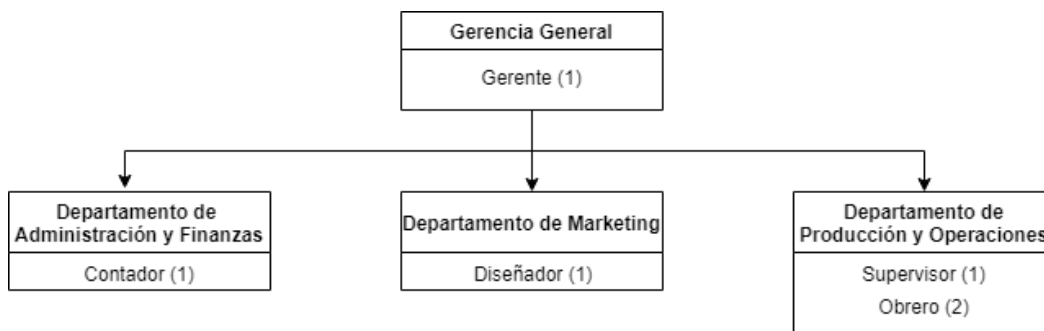 Gerencia General
Gerente (1)
Departamento de
Administración y Finanzas
Contador (1)
Departamento de Marketing
Diseñador (1)
Departamento de
Producción y Operaciones
Supervisor (1)
Obrero (2)